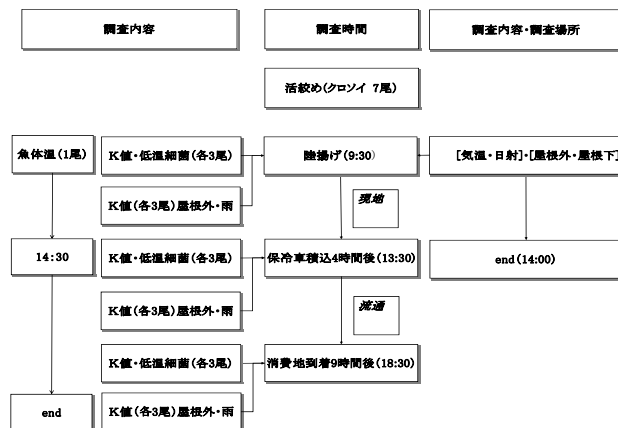 調査内容
調査時間
調査内容・調査場所
活絞め(クロソイ 7尾)
魚体温(1尾)
K値・低温細菌(各3尾)
陸揚げ(9:30)
[気温・日射]・[屋根外・屋根下]
K値(各3尾)屋根外・雨
現地
14:30
K値・低温細菌(各3尾)
保冷車積込4時間後(13:30)
end(14:00)
K値(各3尾)屋根外・雨
流通
K値・低温細菌(各3尾)
消費地到着9時間後(18:30)
end
K値(各3尾)屋根外・雨